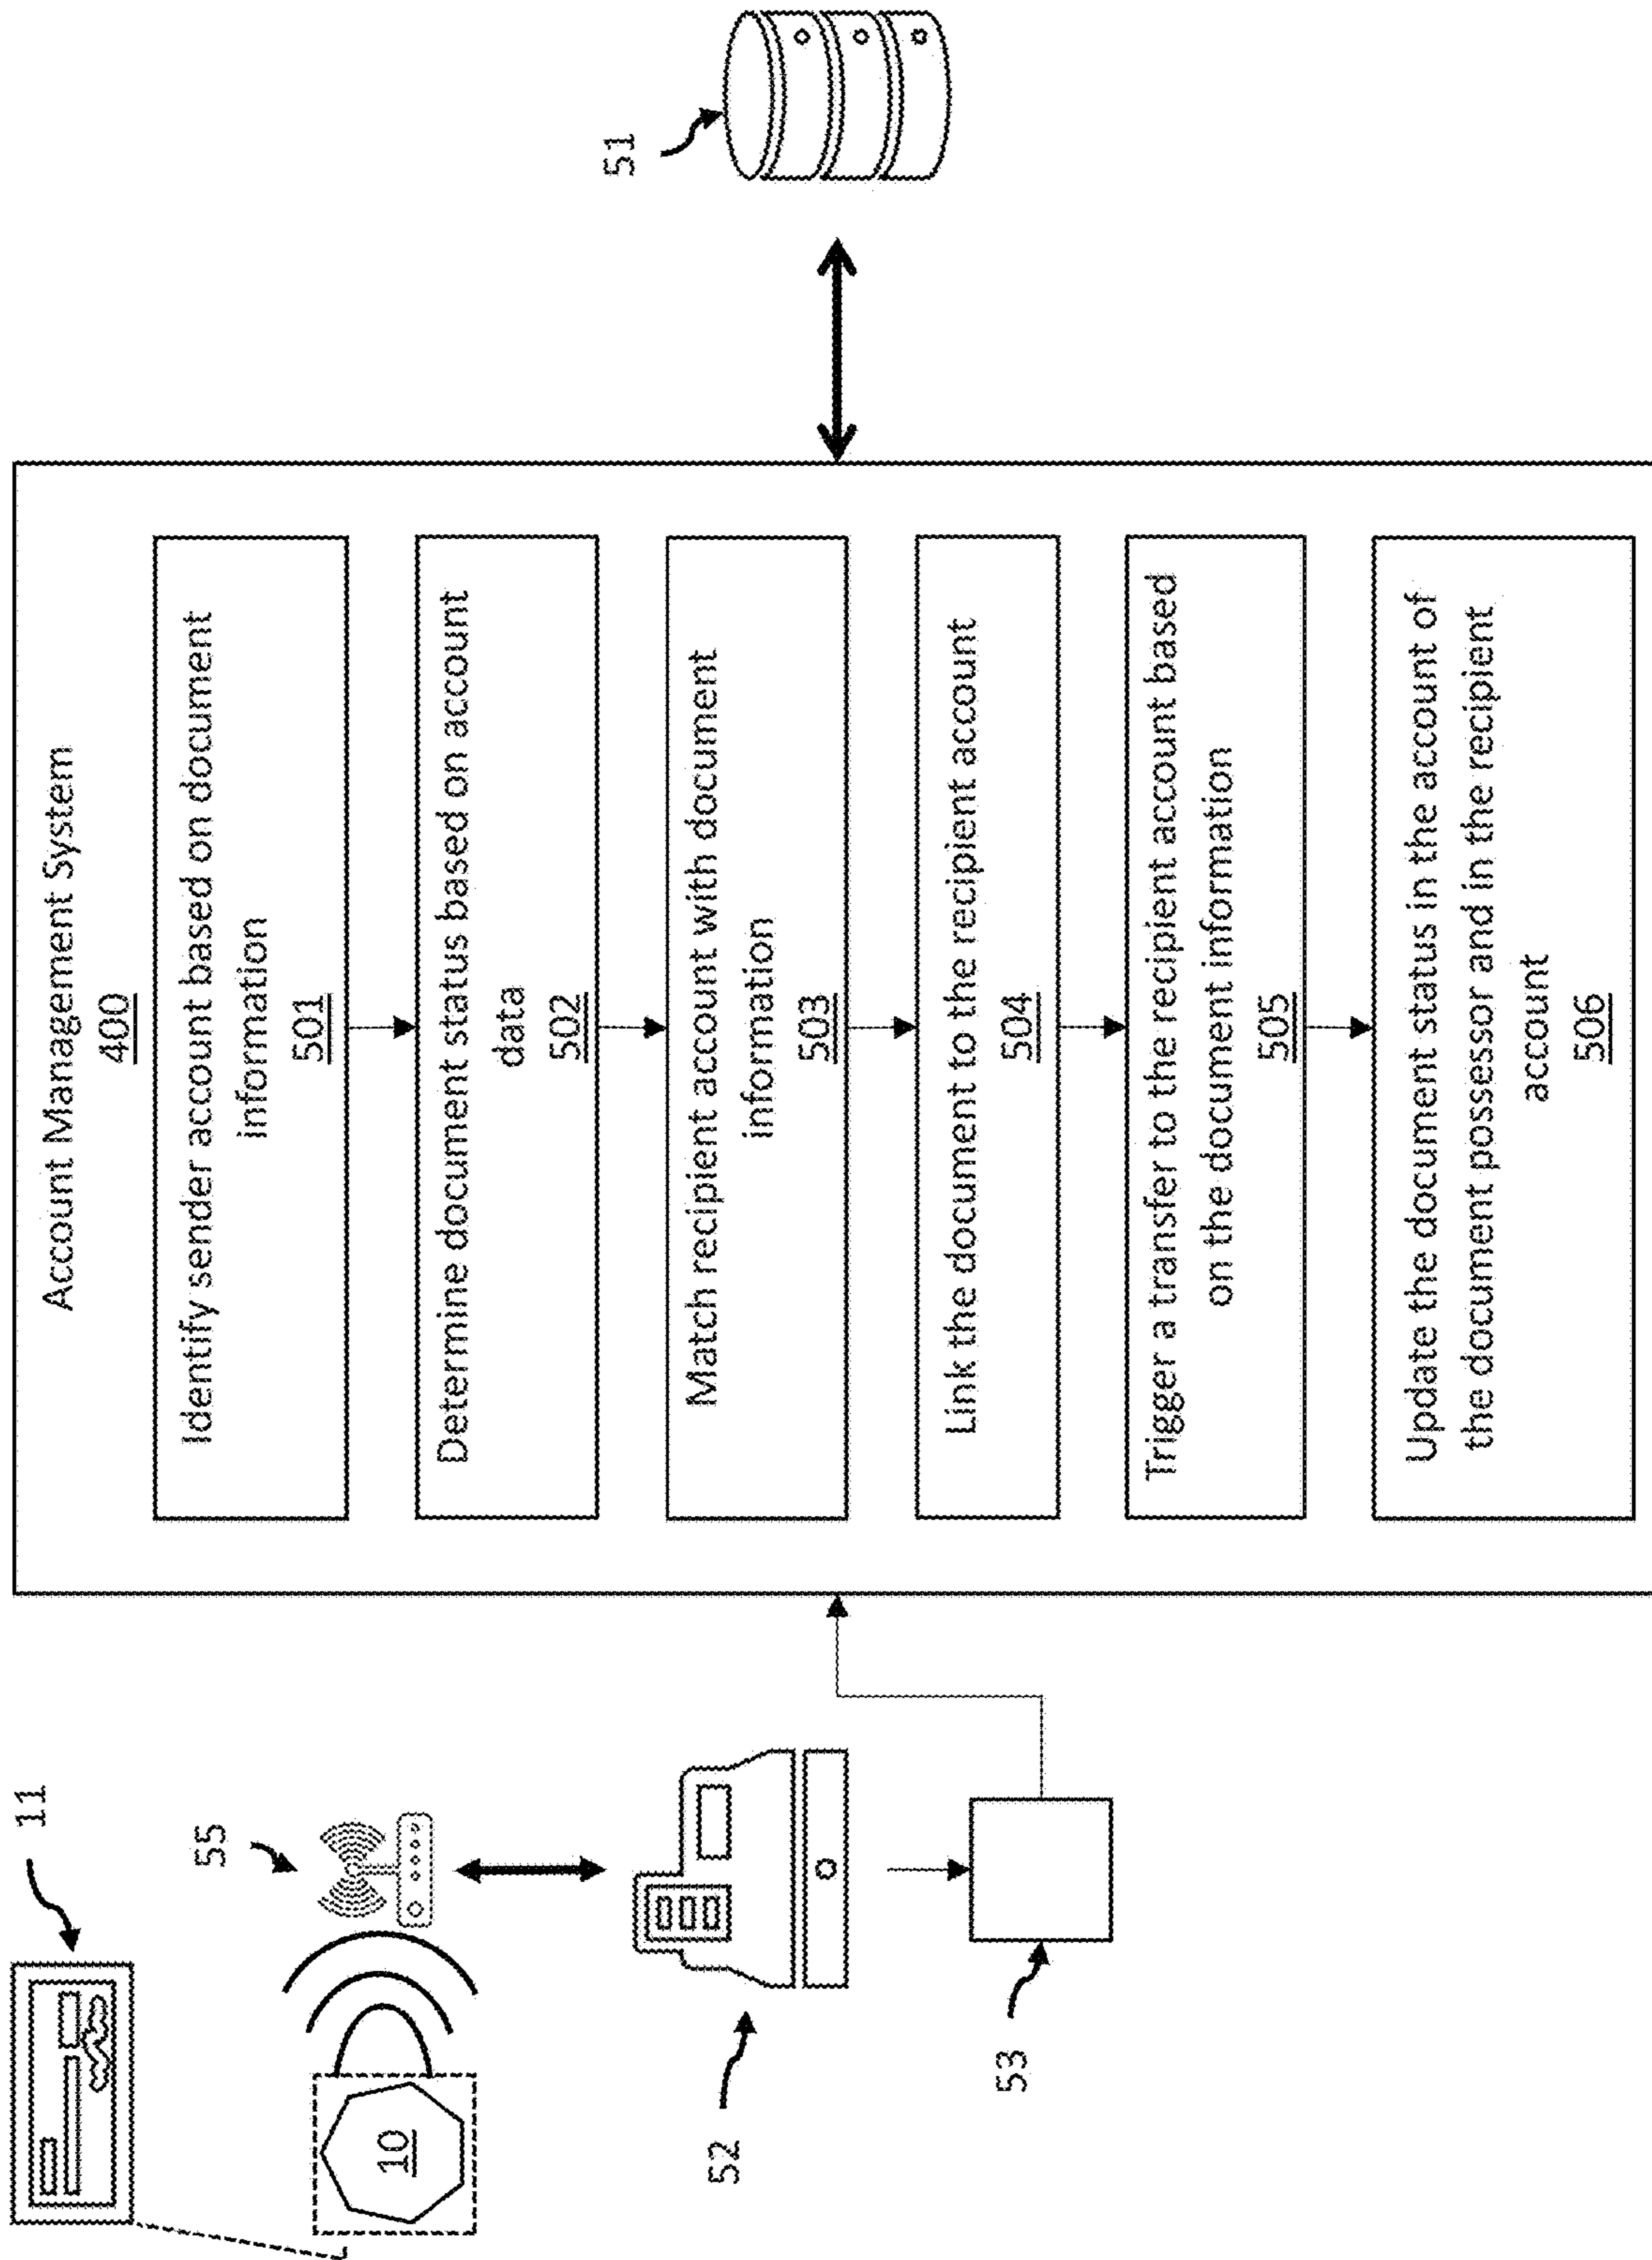 11
10
55
52
53
Account Management System
400
Identify sender account based on document
information
501
Determine document status based on account
data
502
Match recipient account with document
information
503
Link the document to the recipient account
504
Trigger a transfer to the recipient account based
on the document information
505
Update the document status in the account of
the document possessor and in the recipient
account
506
51